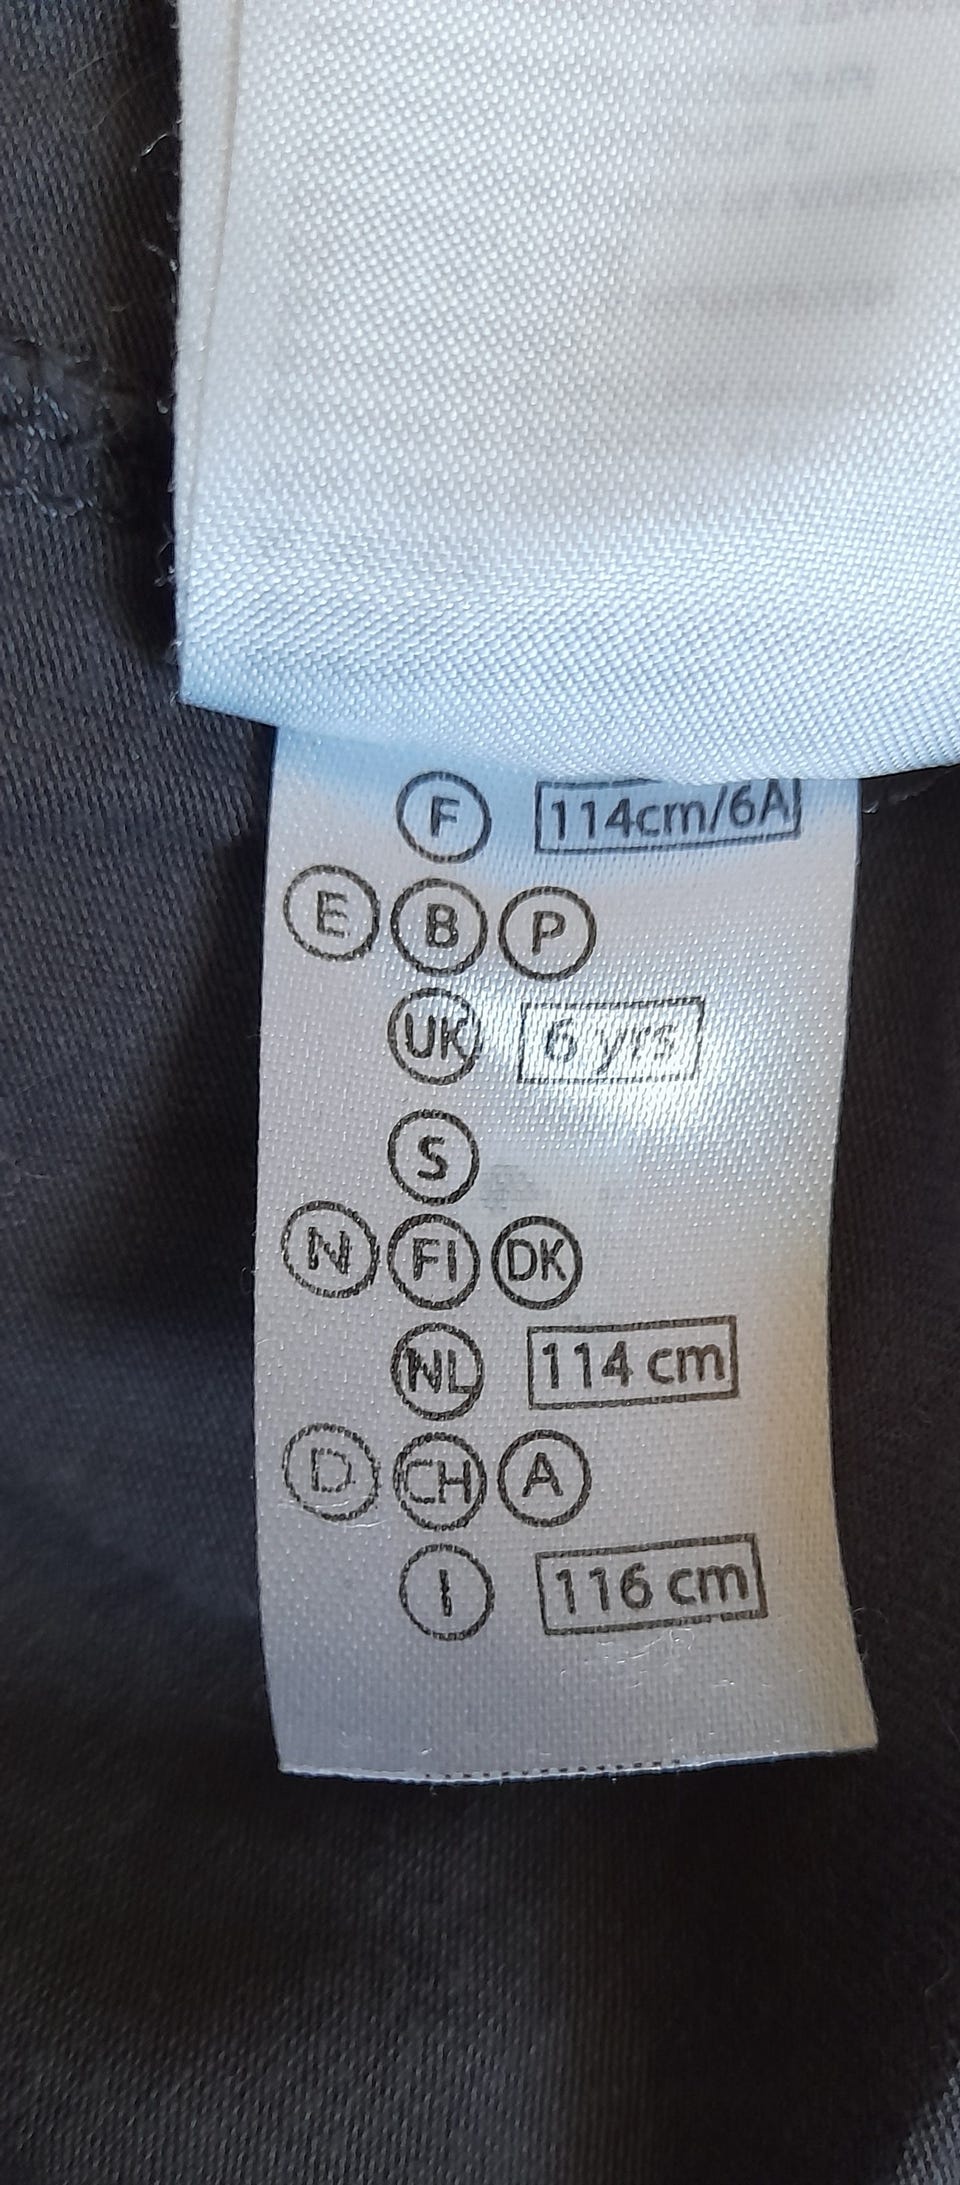 F 114cm/6A
E B P
UK 6 yrs
S
N FI DK
NL 114 cm
D CH A
I 116 cm